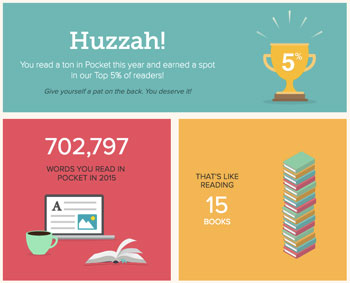 Huzzah!
You read a ton in Pocket this year and earned a spot
in our Top 5% of readers!
Give yourself a pat on the back. You deserve it!
5%
702,797
WORDS YOU READ IN
POCKET IN 2015
A
THAT'S LIKE
READING
15
BOOKS